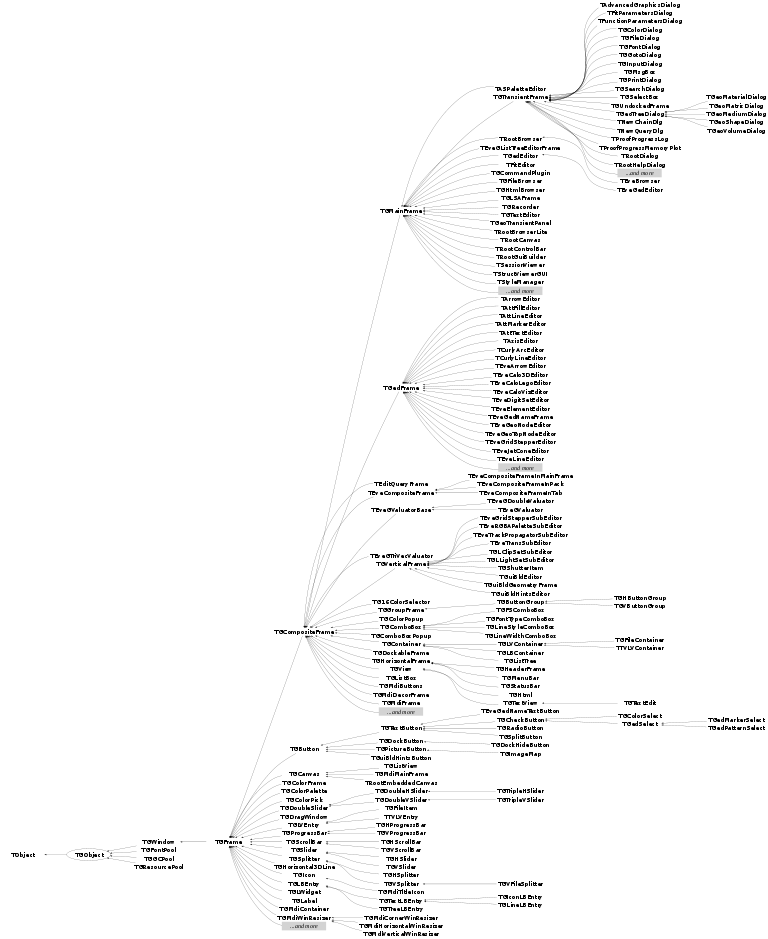 TAdvancedGraphicsDialog
TFitParametersDialog
TFunctionParametersDialog
TGColorDialog
TGFileDialog
TGFontDialog
TGGotoDialog
TGInputDialog
TGMsgBox
TGPrintDialog
TGSearchDialog
TGSelectBox
TGUndockedFrame
TGeoTreeDialog
TNewChainDlg
TNewQueryDlg
TProofProgressLog
TProofProgressMemoryPlot
TRootDialog
TRootHelpDialog
...and more
TEveBrowser
TEveGedEditor
TGeoMaterialDialog
TGeoMatrixDialog
TGeoMediumDialog
TGeoShapeDialog
TGeoVolumeDialog
TASPaletteEditor
TGTransientFrame
TRootBrowser
TEveGListTreeEditorFrame
TGedEditor
TFitEditor
TGCommandPlugin
TGFileBrowser
TGHtmlBrowser
TGLSAFrame
TGRecorder
TGTextEditor
TGeoTransientPanel
TRootBrowserLite
TRootCanvas
TRootControlBar
TRootGuiBuilder
TSessionViewer
TStructViewerGUI
TStyleManager
...and more
TGMainFrame
TArrowEditor
TAttFillEditor
TAttLineEditor
TAttMarkerEditor
TAttTextEditor
TAxisEditor
TCurlyArcEditor
TCurlyLineEditor
TEveArrowEditor
TEveCalo3DEditor
TEveCaloLegoEditor
TEveCaloVizEditor
TEveDigitSetEditor
TEveElementEditor
TGedNameFrame
TEveGeoNodeEditor
TEveGeoTopNodeEditor
TEveGridStepperEditor
TEveJetConeEditor
TEveLineEditor
...and more
TGedFrame
TEveCompositeFrameInMainFrame
TEveCompositeFrameInPack
TEveCompositeFrameInTab
TEveGDoubleValuator
TEveGValuator
TEveGridStepperSubEditor
TEveRGBAPaletteSubEditor
TEveTrackPropagatorSubEditor
TEveTransSubEditor
TGLClipSetSubEditor
TGLLightSetSubEditor
TGShutterItem
TGuiBldEditor
TGuiBldGeometryFrame
TGuiBldHintsEditor
TEditQueryFrame
TEveCompositeFrame
TEveGValuatorBase
TEveGTriVecValuator
TGVerticalFrame
TG16ColorSelector
TGGroupFrame
TGColorPopup
TGComboBox
TGComboBoxPopup
TGContainer
TGDockableFrame
TGHorizontalFrame
TGView
TGListBox
TGMdiButtons
TGMdiDecorFrame
TGMdiFrame
...and more
TGCompositeFrame
TGButtonGroup
TGFSComboBox
TGFontTypeComboBox
TGLineStyleComboBox
TGLineWidthComboBox
TGLVContainer
TGLBContainer
TGListTree
TGHeaderFrame
TGMenuBar
TGStatusBar
TGHtml
TGTextView
TGHButtonGroup
TGVButtonGroup
TGFileContainer
TTVLVContainer
TGTextEdit
TEveGedNameTextButton
TGCheckButton
TGRadioButton
TGSplitButton
TGDockHideButton
TGImageMap
TGColorSelect
TGedSelect
TGedMarkerSelect
TGedPatternSelect
TGTextButton
TGDockButton
TGPictureButton
TGuiBldHintsButton
TGButton
TGCanvas
TGColorFrame
TGColorPalette
TGColorPick
TGDoubleSlider
TGDragWindow
TGLVEntry
TGProgressBar
TGScrollBar
TGSlider
TGSplitter
TGHorizontal3DLine
TGIcon
TGLBEntry
TGLWidget
TGLabel
TGMdiContainer
TGMdiWinResizer
...and more
TGListView
TGMdiMainFrame
TRootEmbeddedCanvas
TGDoubleHSlider
TGDoubleVSlider
TGFileItem
TTVLVEntry
TGHProgressBar
TGVProgressBar
TGHScrollBar
TGVScrollBar
TGHSlider
TGVSlider
TGHSplitter
TGVSplitter
TGMdiTitleIcon
TGTextLBEntry
TGTreeLBEntry
TGMdiCornerWinResizer
TGMdiHorizontalWinResizer
TGMdiVerticalWinResizer
TGTripleHSlider
TGTripleVSlider
TGVFileSplitter
TGIconLBEntry
TGLineLBEntry
TObject
TGObject
TGWindow
TGFontPool
TGGCPool
TGResourcePool
TGFrame